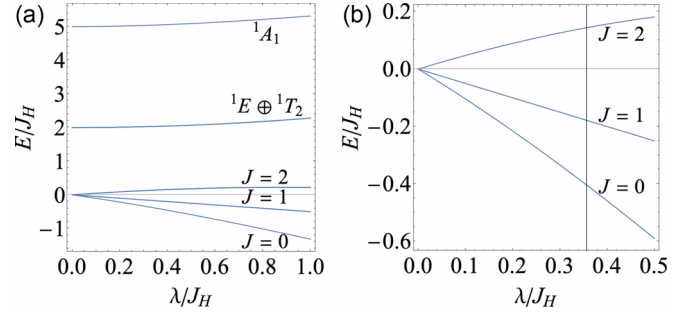 (a)
5
4
3
2
1
0
−1
E/J_H
¹A₁
¹E ⊕ ¹T₂
J = 2
J = 1
J = 0
0.0 0.2 0.4 0.6 0.8 1.0
λ/J_H
(b)
0.2
0.0
−0.2
−0.4
−0.6
E/J_H
J = 2
J = 1
J = 0
0.0 0.1 0.2 0.3 0.4 0.5
λ/J_H